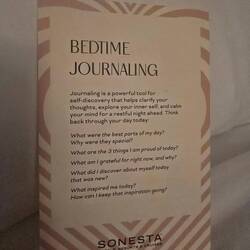 BEDTIME
JOURNALING
Journaling is a powerful tool for
self-discovery that helps clarify your
thoughts, explore your inner self, and calm
your mind for a restful night ahead. Think
back through your day today:
What were the best parts of my day?
Why were they special?
What are the 3 things I am proud of today?
What am I grateful for right now, and why?
What did I discover about myself today
that was new?
What inspired me today?
How can I keep that inspiration going?
SONESTA